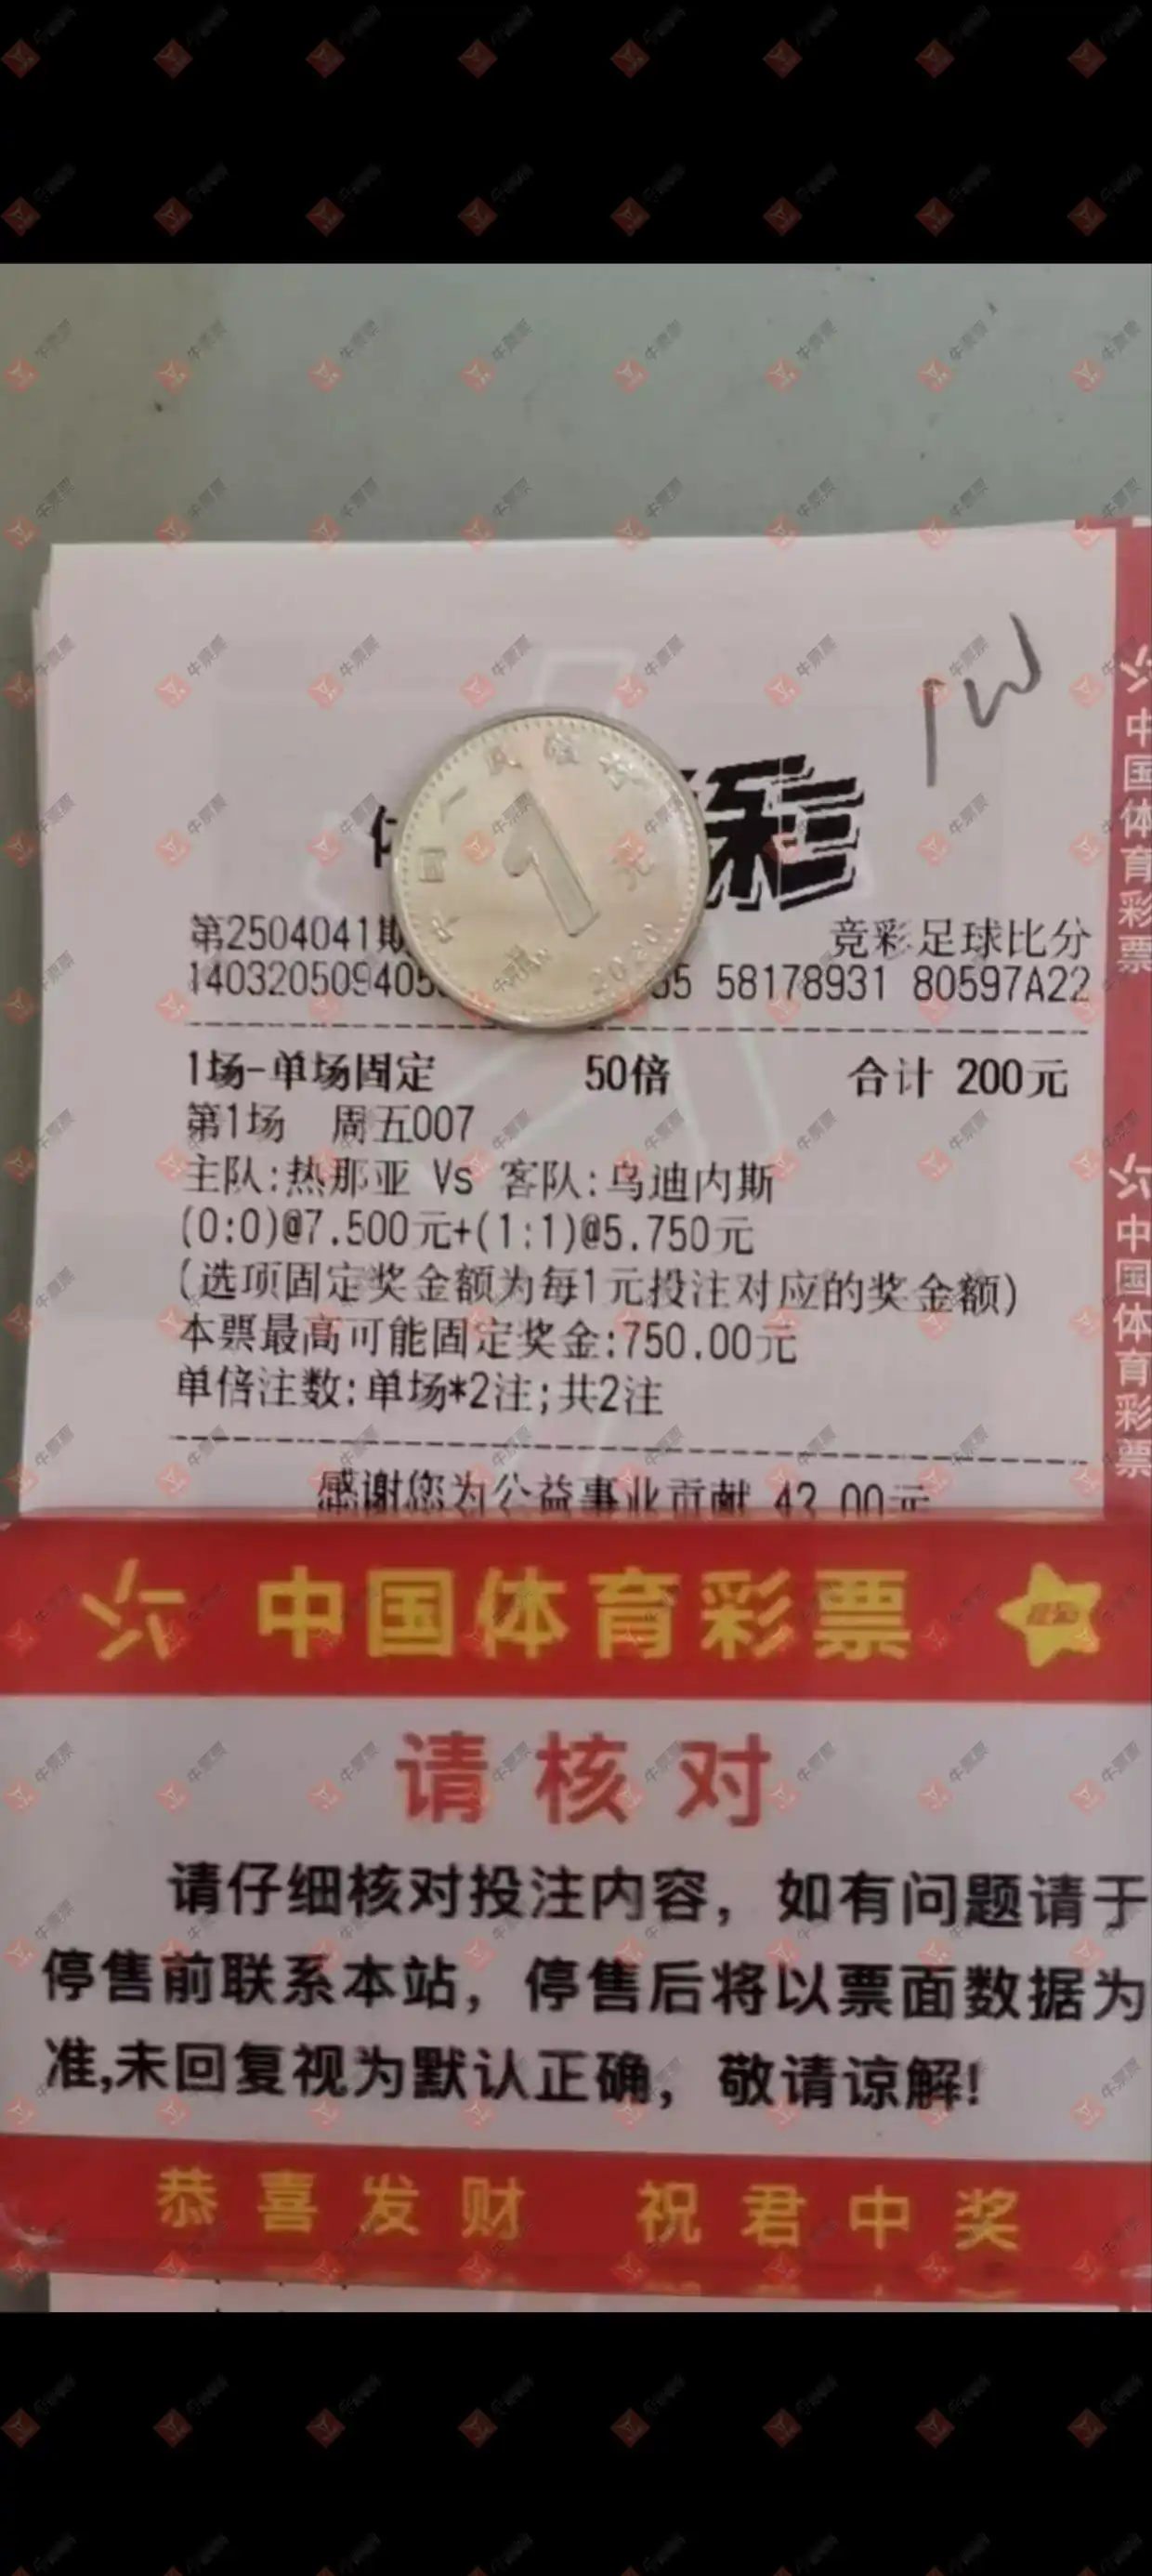 彩
第2504041期 竞彩足球比分
140320509405 55 58178931 80597A22
1场-单场固定 50倍 合计 200元
第1场 周五007
主队:热那亚 Vs 客队:乌迪内斯
(0:0)@7.500元+(1:1)@5.750元
(选项固定奖金额为每1元投注对应的奖金额)
本票最高可能固定奖金:750.00元
单倍注数:单场*2注;共2注
感谢您为公益事业贡献 43.00元
中国体育彩票
中国体育彩票
中国体育彩票
请核对
请仔细核对投注内容，如有问题请于
停售前联系本站，停售后将以票面数据为
准,未回复视为默认正确，敬请谅解!
恭喜发财 祝君中奖
1
元
2020
牛票票